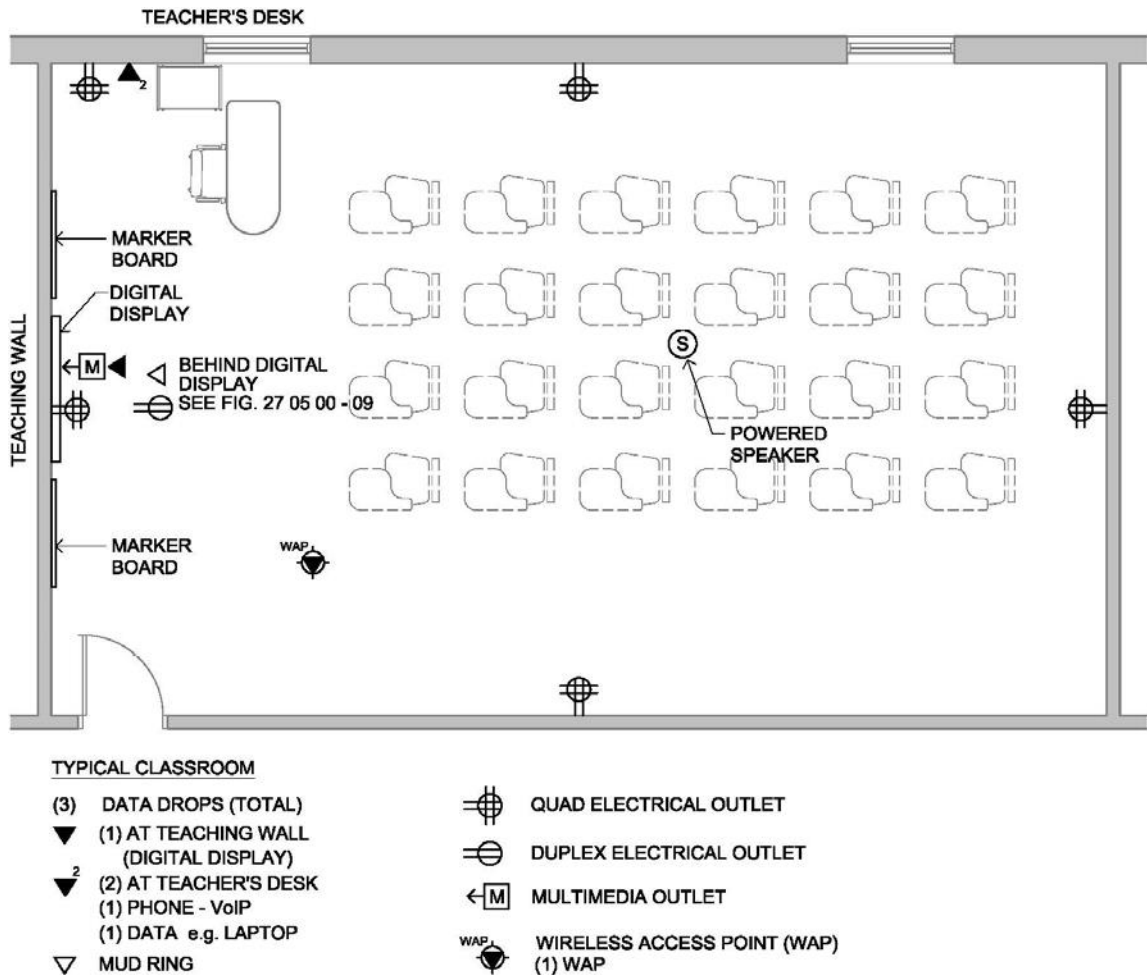 TEACHER'S DESK
2
MARKER
BOARD
DIGITAL
DISPLAY
TEACHING WALL
M
BEHIND DIGITAL
DISPLAY
SEE FIG. 27 05 00 - 09
S
POWERED
SPEAKER
MARKER
BOARD
WAP
TYPICAL CLASSROOM
(3) DATA DROPS (TOTAL)
(1) AT TEACHING WALL
(DIGITAL DISPLAY)
2
(2) AT TEACHER'S DESK
(1) PHONE - VoIP
(1) DATA e.g. LAPTOP
MUD RING
QUAD ELECTRICAL OUTLET
DUPLEX ELECTRICAL OUTLET
M MULTIMEDIA OUTLET
WAP WIRELESS ACCESS POINT (WAP)
(1) WAP